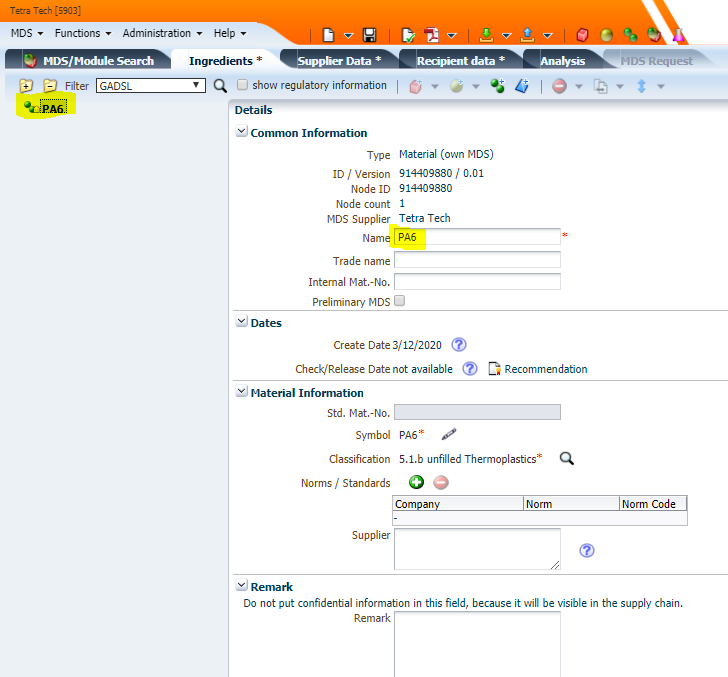 Tetra Tech [5903]
MDS Functions Administration Help
MDS/Module Search Ingredients * Supplier Data * Recipient data * Analysis MDS Request
Filter GADSL show regulatory information
PA6
Details
Common Information
Type Material (own MDS)
ID / Version 914409880 / 0.01
Node ID 914409880
Node count 1
MDS Supplier Tetra Tech
Name PA6 *
Trade name
Internal Mat.-No.
Preliminary MDS
Dates
Create Date 3/12/2020 ?
Check/Release Date not available ? Recommendation
Material Information
Std. Mat.-No.
Symbol PA6*
Classification 5.1.b unfilled Thermoplastics*
Norms / Standards
Company Norm Norm Code
-
Supplier ?
Remark
Do not put confidential information in this field, because it will be visible in the supply chain.
Remark